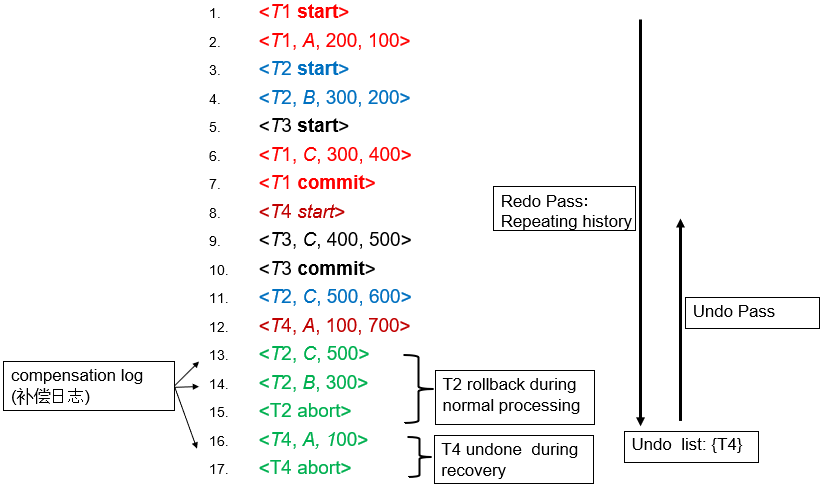 1. <T1 start>
2. <T1, A, 200, 100>
3. <T2 start>
4. <T2, B, 300, 200>
5. <T3 start>
6. <T1, C, 300, 400>
7. <T1 commit>
8. <T4 start>
9. <T3, C, 400, 500>
10. <T3 commit>
11. <T2, C, 500, 600>
12. <T4, A, 100, 700>
13. <T2, C, 500>
14. <T2, B, 300>
15. <T2 abort>
16. <T4, A, 100>
17. <T4 abort>
compensation log
(补偿日志)
T2 rollback during
normal processing
T4 undone during
recovery
Redo Pass:
Repeating history
Undo Pass
Undo list: {T4}